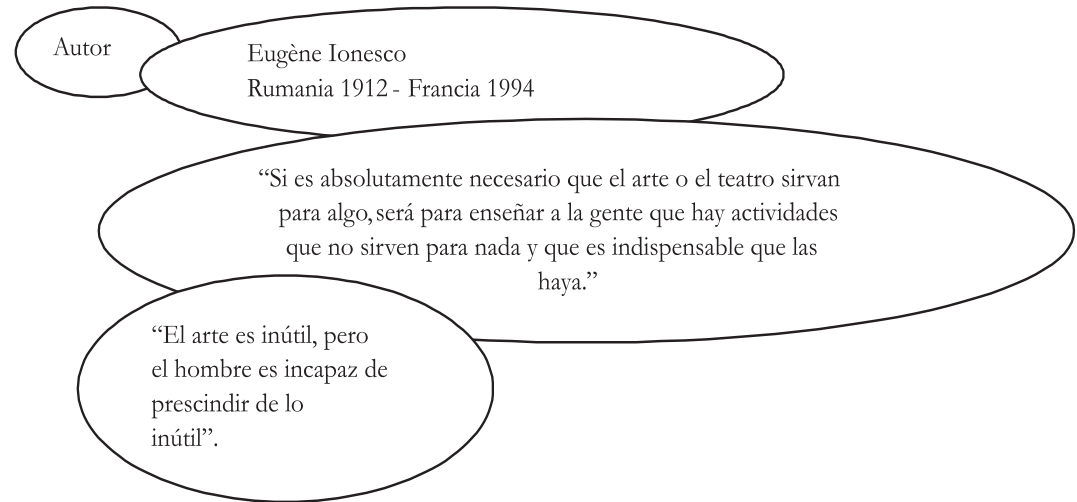 Autor
Eugène Ionesco
Rumania 1912 - Francia 1994
“Si es absolutamente necesario que el arte o el teatro sirvan
para algo, será para enseñar a la gente que hay actividades
que no sirven para nada y que es indispensable que las
haya.”
“El arte es inútil, pero
el hombre es incapaz de
prescindir de lo
inútil”.